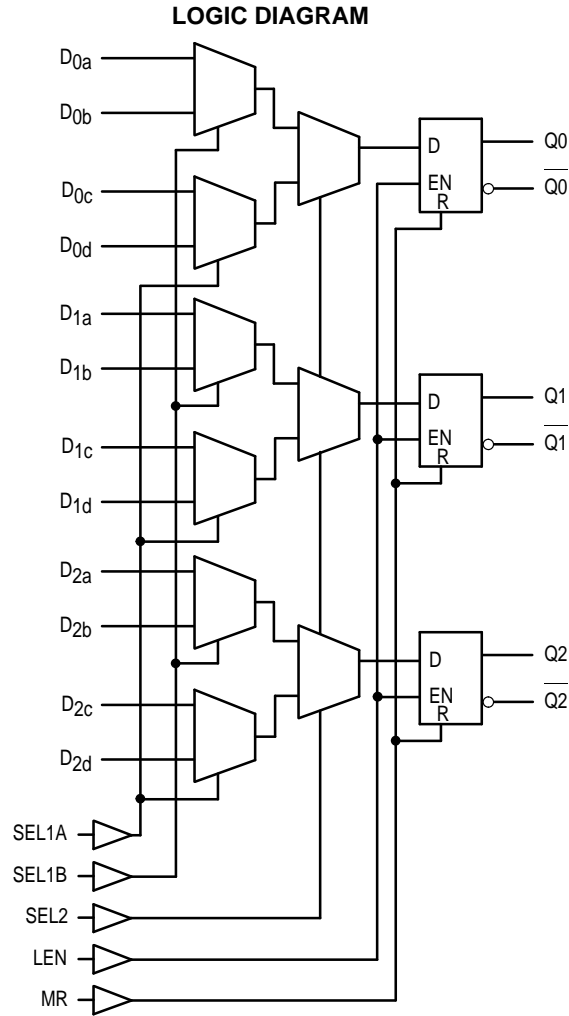 LOGIC DIAGRAM
D0a
D0b
D0c
D0d
D
EN
R
Q0
Q0
D1a
D1b
D1c
D1d
D
EN
R
Q1
Q1
D2a
D2b
D2c
D2d
D
EN
R
Q2
Q2
SEL1A
SEL1B
SEL2
LEN
MR